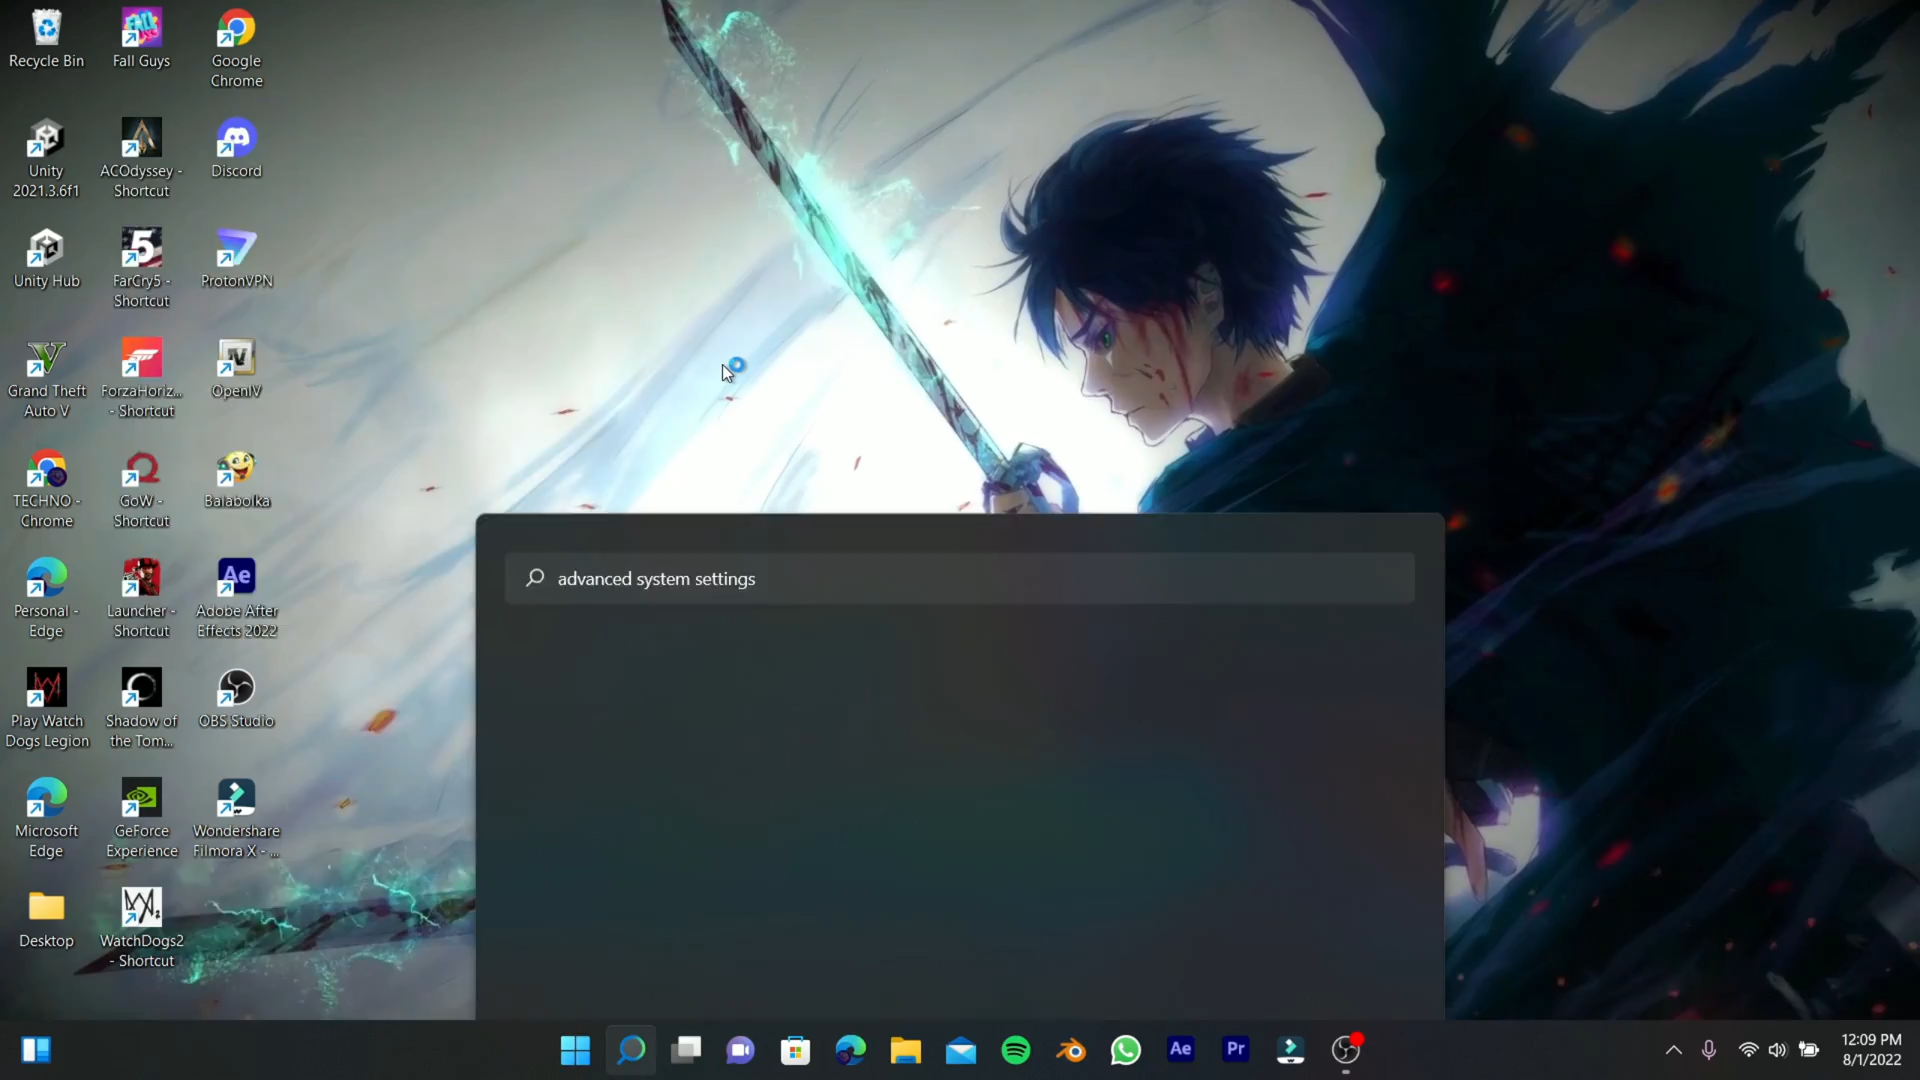 Recycle Bin
Fall Guys
Google
Chrome
Unity
2021.3.6f1
ACOdyssey -
Shortcut
Discord
Unity Hub
5
FarCry5 -
Shortcut
ProtonVPN
Grand Theft
Auto V
ForzaHoriz...
- Shortcut
IV
OpenIV
TECHNO -
Chrome
GoW -
Shortcut
Balabolka
Personal -
Edge
Launcher -
Shortcut
Ae
Adobe After
Effects 2022
Play Watch
Dogs Legion
Shadow of
the Tom...
OBS Studio
Microsoft
Edge
GeForce
Experience
Wondershare
Filmora X - ...
Desktop
WatchDogs2
- Shortcut
advanced system settings
Ae
Pr
12:09 PM
8/1/2022